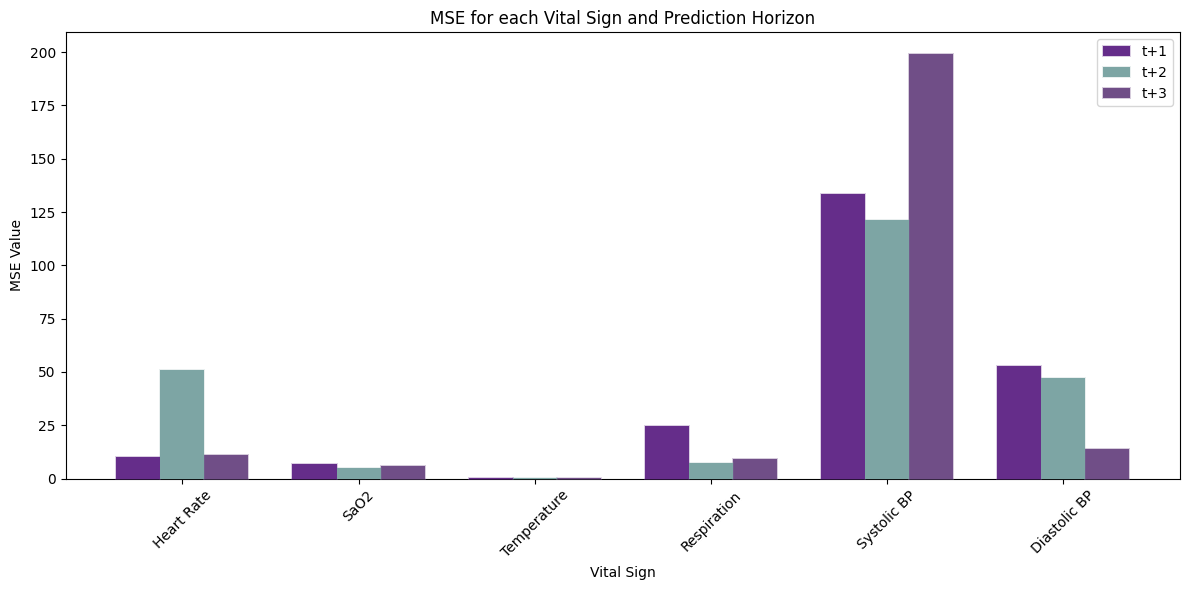 MSE for each Vital Sign and Prediction Horizon
t+1
t+2
t+3
MSE Value
200
175
150
125
100
75
50
25
0
Heart Rate
SaO2
Temperature
Respiration
Systolic BP
Diastolic BP
Vital Sign